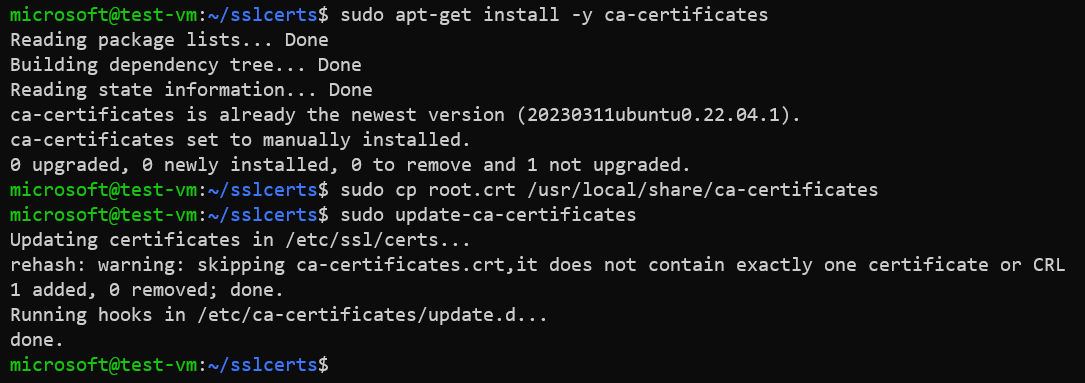 microsoft@test-vm:~/sslcerts$ sudo apt-get install -y ca-certificates
Reading package lists... Done
Building dependency tree... Done
Reading state information... Done
ca-certificates is already the newest version (20230311ubuntu0.22.04.1).
ca-certificates set to manually installed.
0 upgraded, 0 newly installed, 0 to remove and 1 not upgraded.
microsoft@test-vm:~/sslcerts$ sudo cp root.crt /usr/local/share/ca-certificates
microsoft@test-vm:~/sslcerts$ sudo update-ca-certificates
Updating certificates in /etc/ssl/certs...
rehash: warning: skipping ca-certificates.crt,it does not contain exactly one certificate or CRL
1 added, 0 removed; done.
Running hooks in /etc/ca-certificates/update.d...
done.
microsoft@test-vm:~/sslcerts$